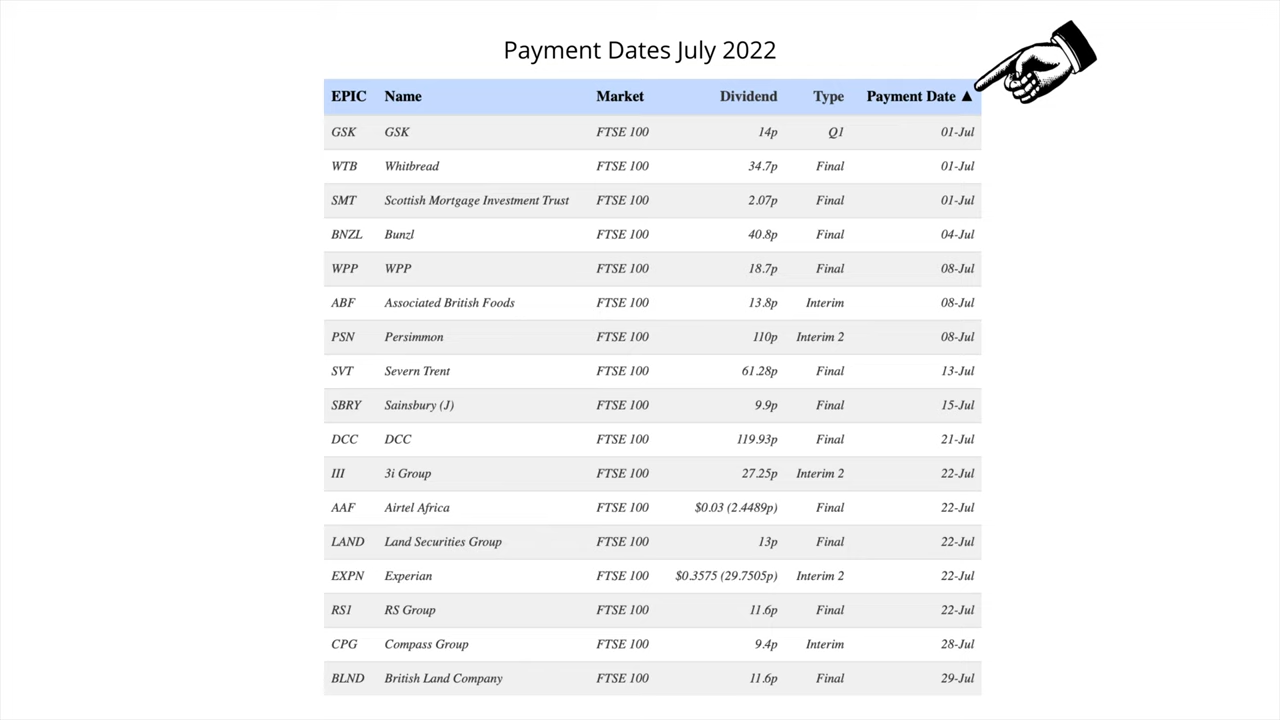 Payment Dates July 2022
EPIC Name Market Dividend Type Payment Date ▲
GSK GSK FTSE 100 14p Q1 01-Jul
WTB Whitbread FTSE 100 34.7p Final 01-Jul
SMT Scottish Mortgage Investment Trust FTSE 100 2.07p Final 01-Jul
BNZL Bunzl FTSE 100 40.8p Final 04-Jul
WPP WPP FTSE 100 18.7p Final 08-Jul
ABF Associated British Foods FTSE 100 13.8p Interim 08-Jul
PSN Persimmon FTSE 100 110p Interim 2 08-Jul
SVT Severn Trent FTSE 100 61.28p Final 13-Jul
SBRY Sainsbury (J) FTSE 100 9.9p Final 15-Jul
DCC DCC FTSE 100 119.93p Final 21-Jul
III 3i Group FTSE 100 27.25p Interim 2 22-Jul
AAF Airtel Africa FTSE 100 $0.03 (2.4489p) Final 22-Jul
LAND Land Securities Group FTSE 100 13p Final 22-Jul
EXPN Experian FTSE 100 $0.3575 (29.7505p) Interim 2 22-Jul
RS1 RS Group FTSE 100 11.6p Final 22-Jul
CPG Compass Group FTSE 100 9.4p Interim 28-Jul
BLND British Land Company FTSE 100 11.6p Final 29-Jul